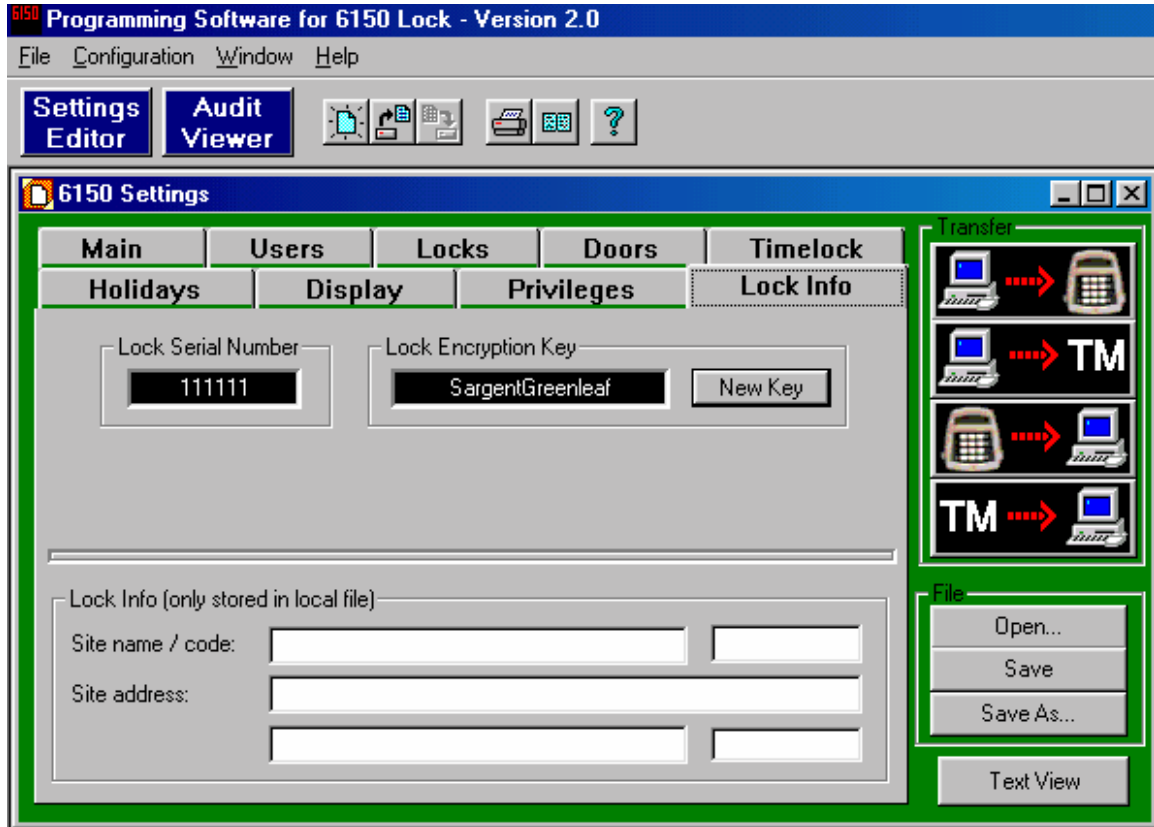 6150 Programming Software for 6150 Lock - Version 2.0
File Configuration Window Help
Settings Editor
Audit Viewer
?
6150 Settings
Main Users Locks Doors Timelock
Holidays Display Privileges Lock Info
Lock Serial Number
111111
Lock Encryption Key
SargentGreenleaf
New Key
Lock Info (only stored in local file)
Site name / code:
Site address:
Transfer
TM
TM
File
Open...
Save
Save As...
Text View